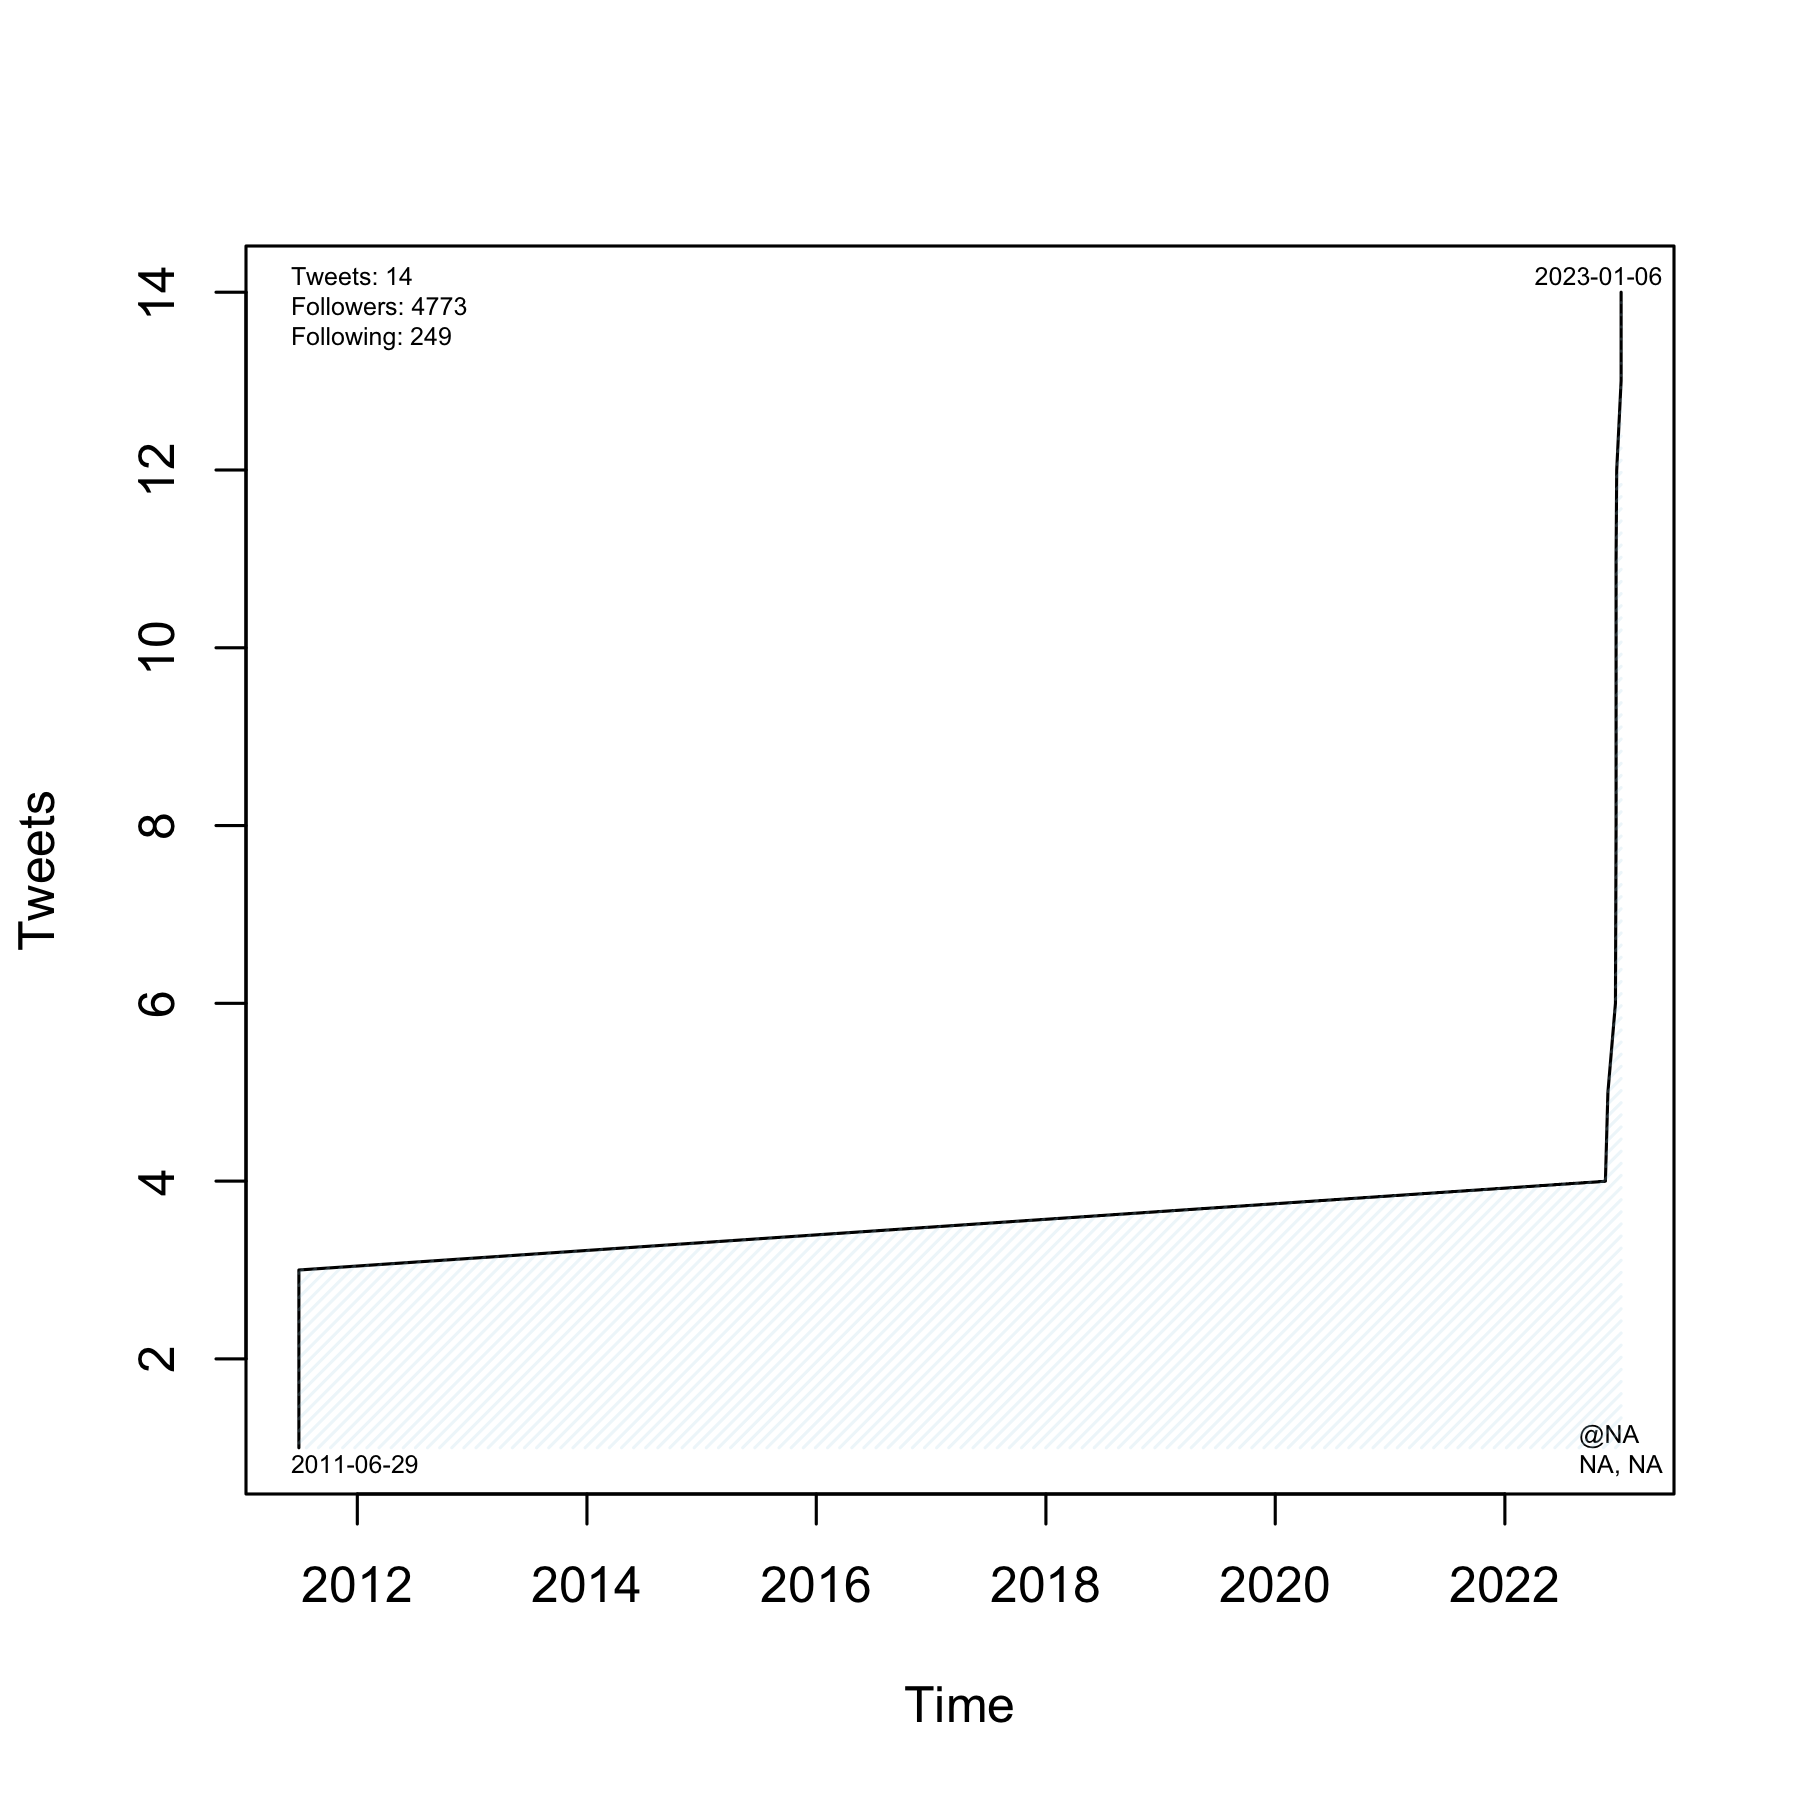 Tweets: 14
Followers: 4773
Following: 249
2023-01-06
14
12
10
8
6
4
2
Tweets
@NA
NA, NA
2011-06-29
2012 2014 2016 2018 2020 2022
Time